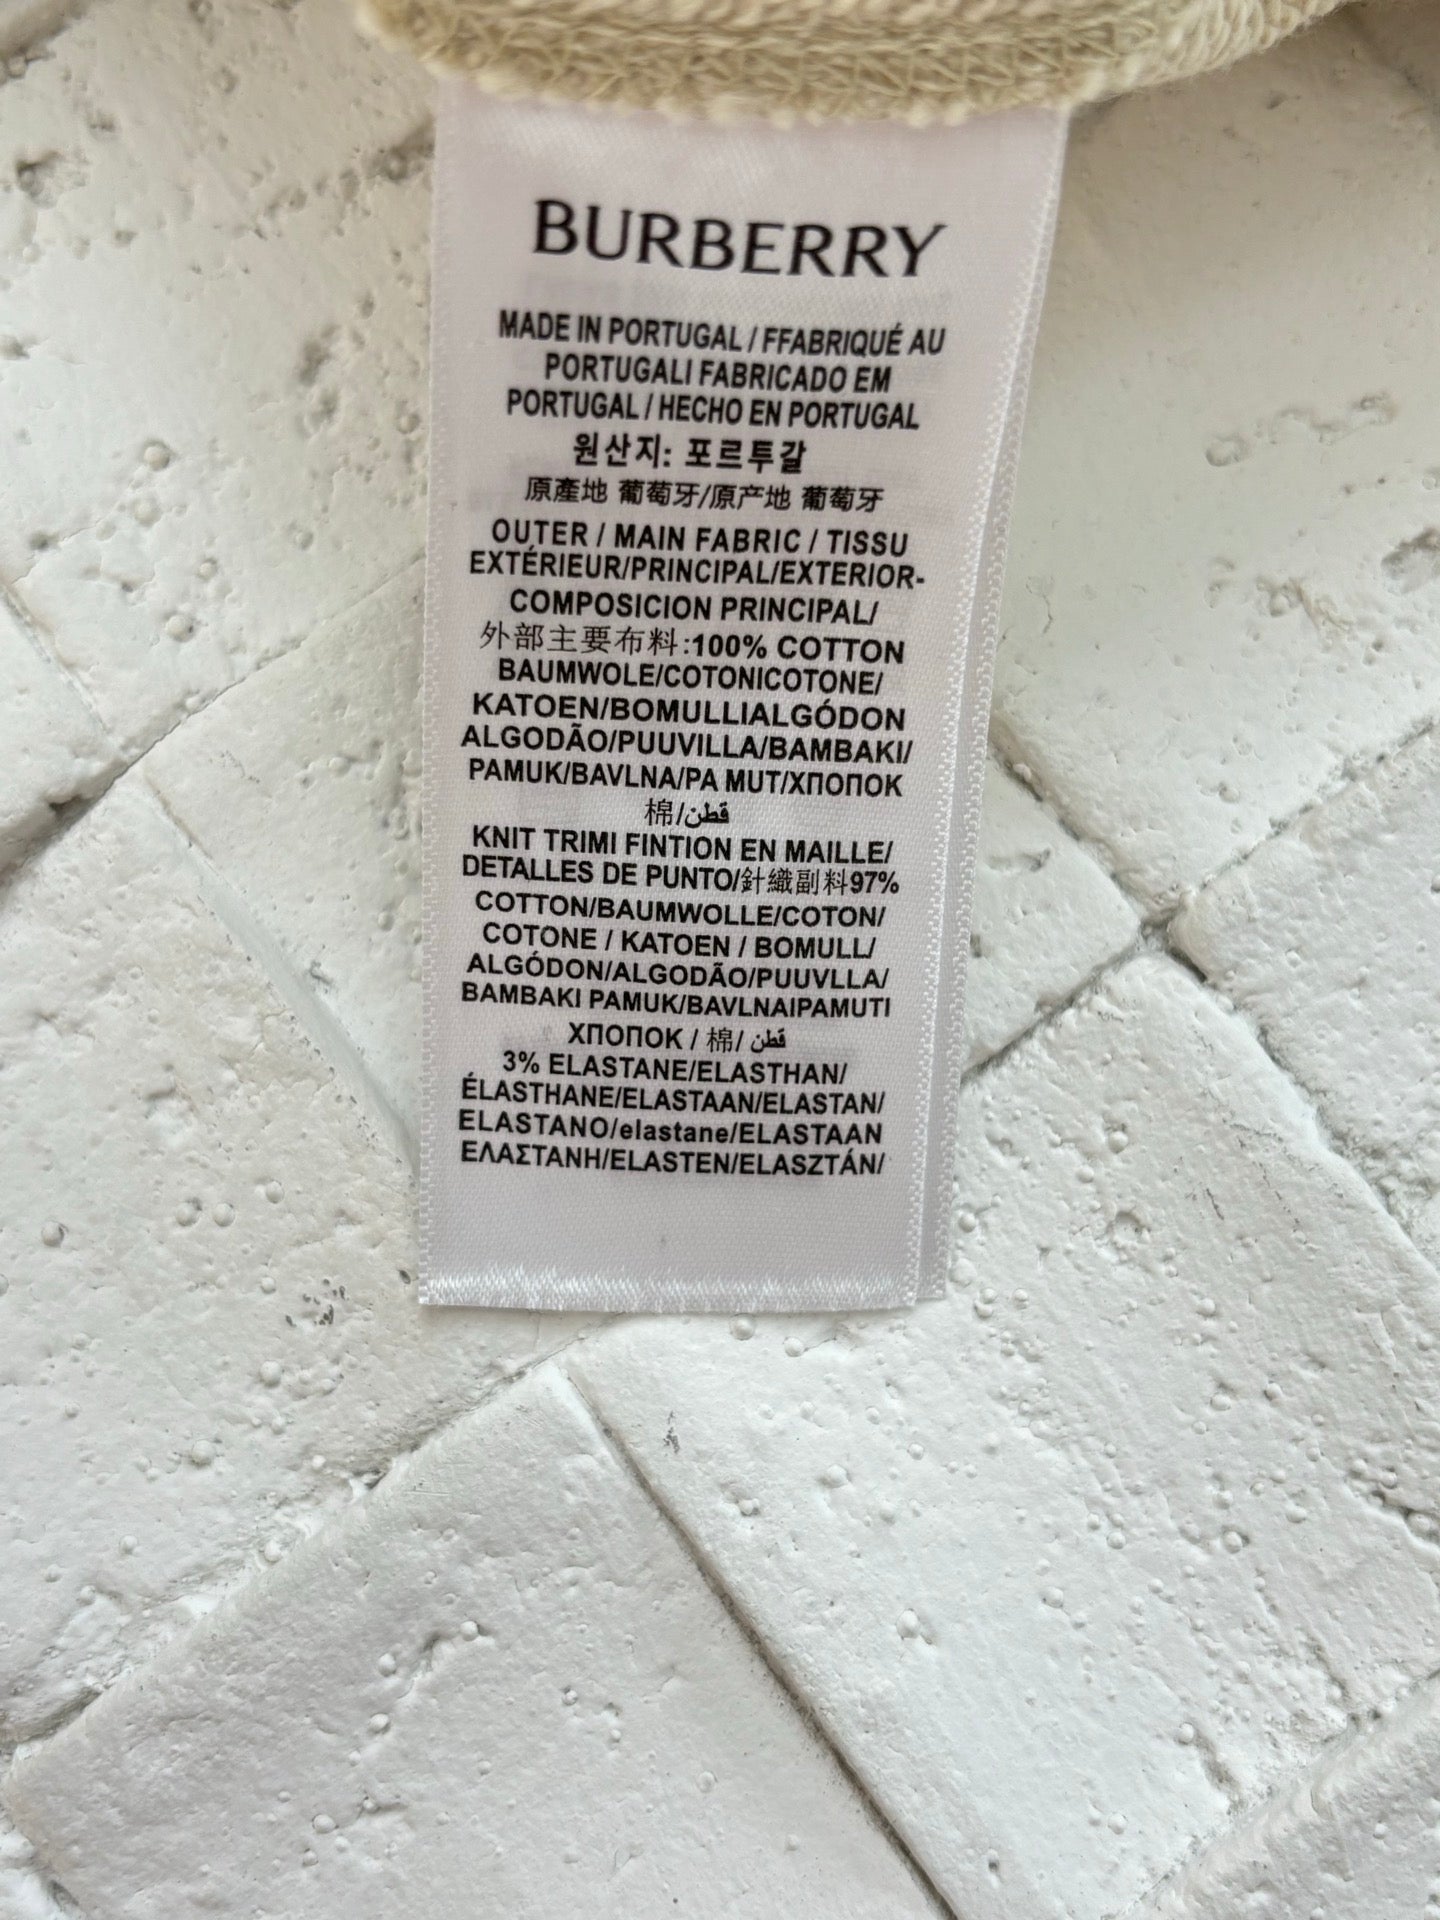 BURBERRY
MADE IN PORTUGAL / FFABRIQUÉ AU
PORTUGALI FABRICADO EM
PORTUGAL / HECHO EN PORTUGAL
원산지: 포르투갈
原產地 葡萄牙/原产地 葡萄牙
OUTER / MAIN FABRIC / TISSU
EXTÉRIEUR/PRINCIPAL/EXTERIOR-
COMPOSICION PRINCIPAL/
外部主要布料:100% COTTON
BAUMWOLE/COTONICOTONE/
KATOEN/BOMULLIALGÓDON
ALGODÃO/PUUVILLA/BAMBAKI/
PAMUK/BAVLNA/PA MUT/ХПОПОК
棉/قطن
KNIT TRIMI FINTION EN MAILLE/
DETALLES DE PUNTO/針織副料97%
COTTON/BAUMWOLLE/COTON/
COTONE / KATOEN / BOMULL/
ALGÓDON/ALGODÃO/PUUVLLA/
BAMBAKI PAMUK/BAVLNAIPAMUTI
ХПОПОК / 棉/ قطن
3% ELASTANE/ELASTHAN/
ÉLASTHANE/ELASTAAN/ELASTAN/
ELASTANO/elastane/ELASTAAN
ΕΛΑΣΤΑΝΗ/ELASTEN/ELASZTÁN/